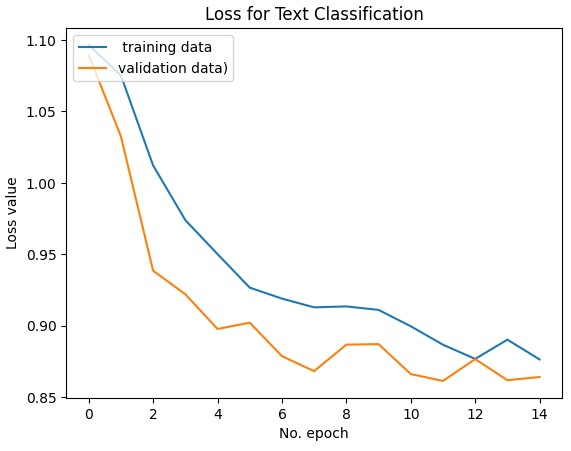 Loss for Text Classification
training data
validation data)
Loss value
1.10
1.05
1.00
0.95
0.90
0.85
0 2 4 6 8 10 12 14
No. epoch